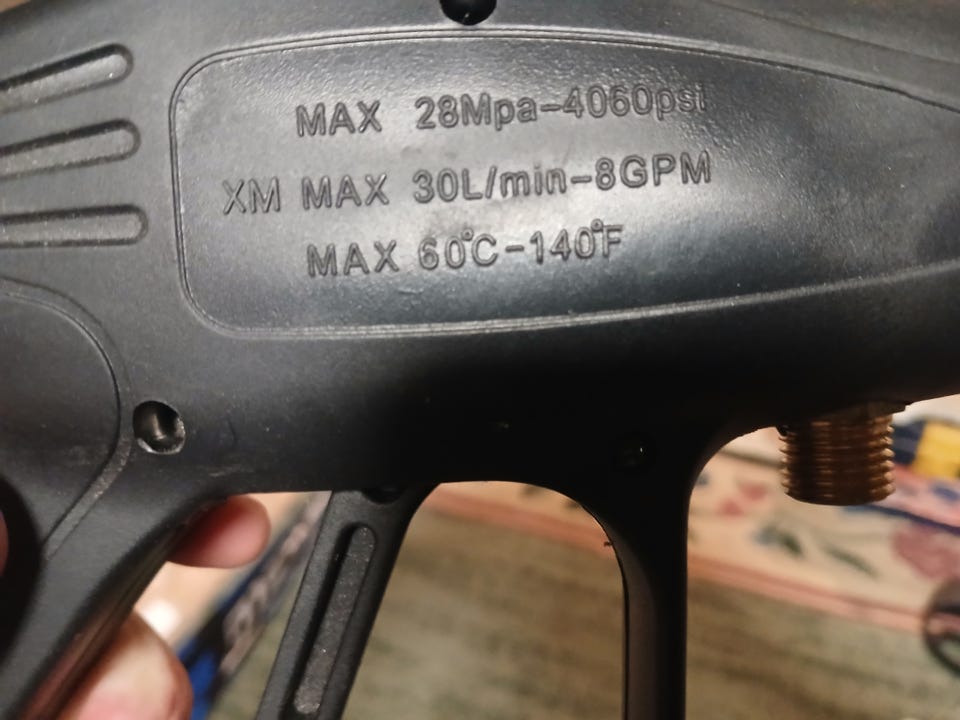 MAX 28Mpa-4060psi
XM MAX 30L/min-8GPM
MAX 60°C-140°F